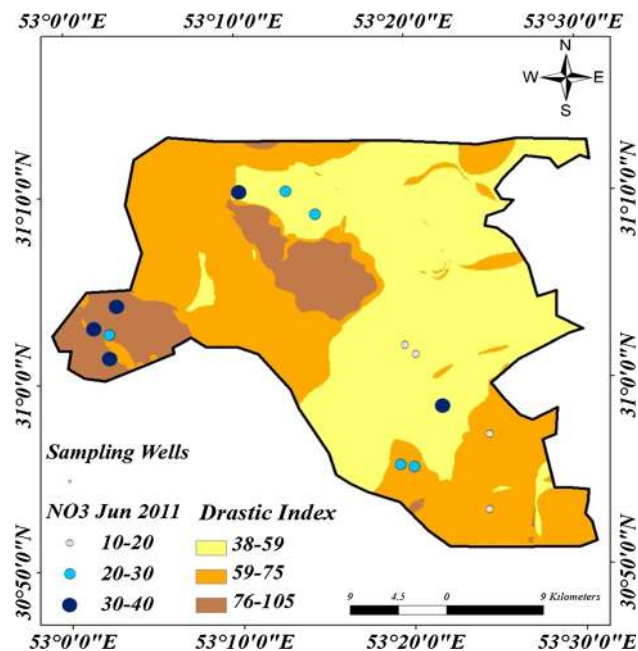 53°0'0"E 53°10'0"E 53°20'0"E 53°30'0"E
N
W E
S
31°10'0"N 31°10'0"N
31°0'0"N 31°0'0"N
Sampling Wells
NO3 Jun 2011 Drastic Index
10-20 38-59
20-30 59-75
30-40 76-105
30°50'0"N 30°50'0"N
9 4.5 0 9 Kilometers
53°0'0"E 53°10'0"E 53°20'0"E 53°30'0"E